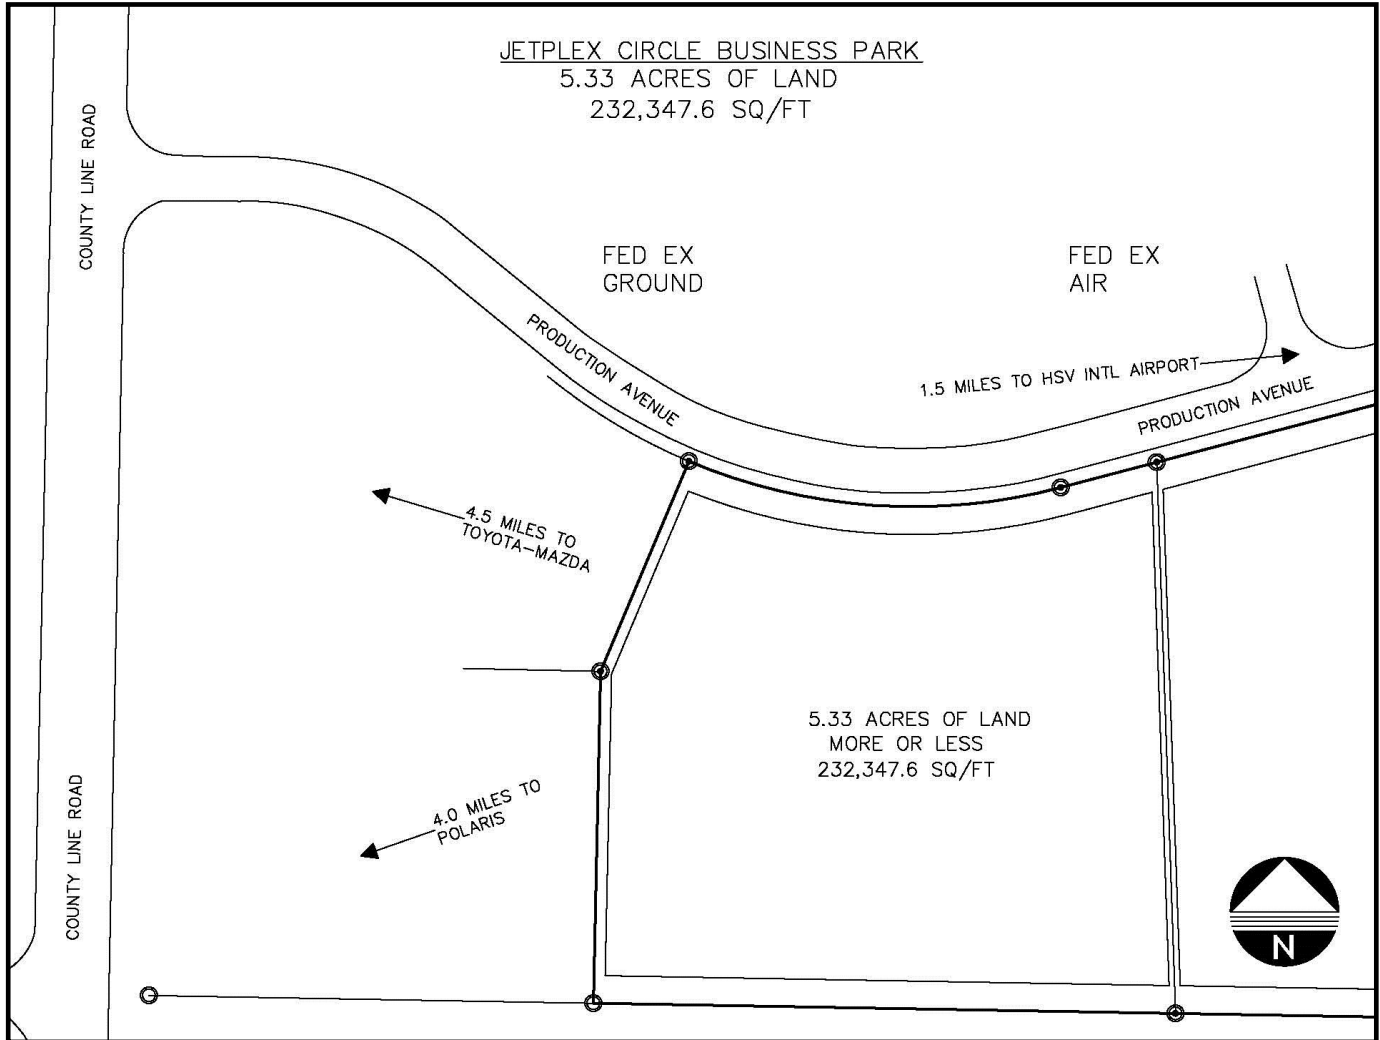 JETPLEX CIRCLE BUSINESS PARK
5.33 ACRES OF LAND
232,347.6 SQ/FT
COUNTY LINE ROAD
FED EX
GROUND
FED EX
AIR
PRODUCTION AVENUE
1.5 MILES TO HSV INTL AIRPORT
PRODUCTION AVENUE
4.5 MILES TO
TOYOTA-MAZDA
5.33 ACRES OF LAND
MORE OR LESS
232,347.6 SQ/FT
4.0 MILES TO
POLARIS
COUNTY LINE ROAD
N